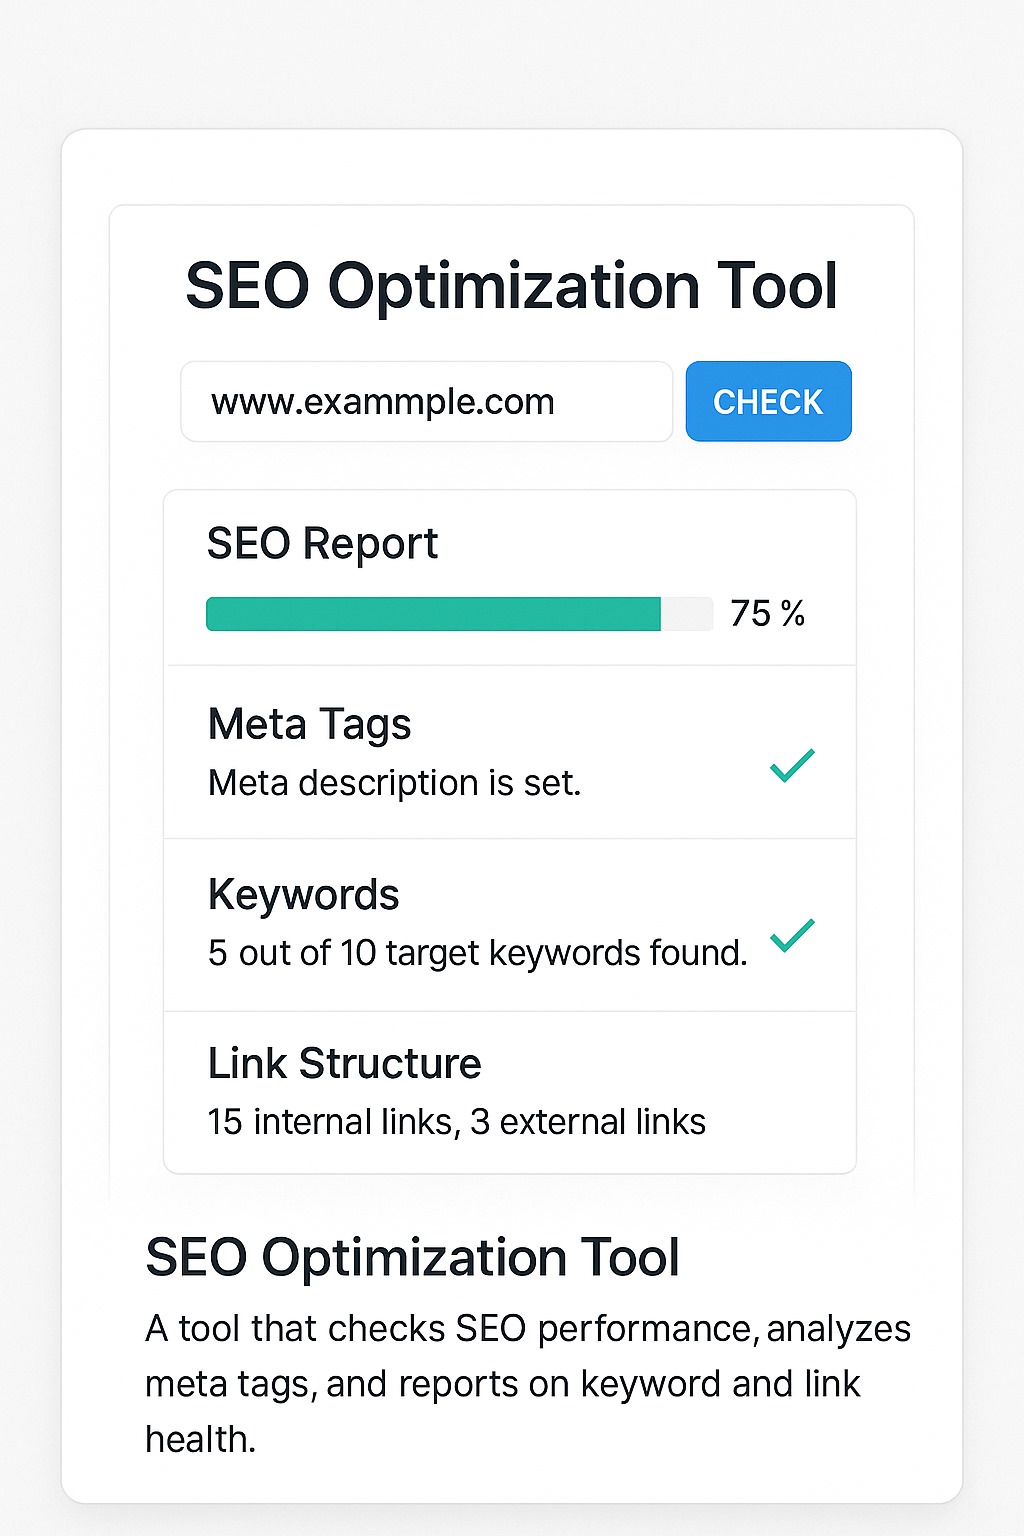 SEO Optimization Tool
www.exammple.com
CHECK
SEO Report
75 %
Meta Tags
Meta description is set.
Keywords
5 out of 10 target keywords found.
Link Structure
15 internal links, 3 external links
SEO Optimization Tool
A tool that checks SEO performance, analyzes
meta tags, and reports on keyword and link
health.